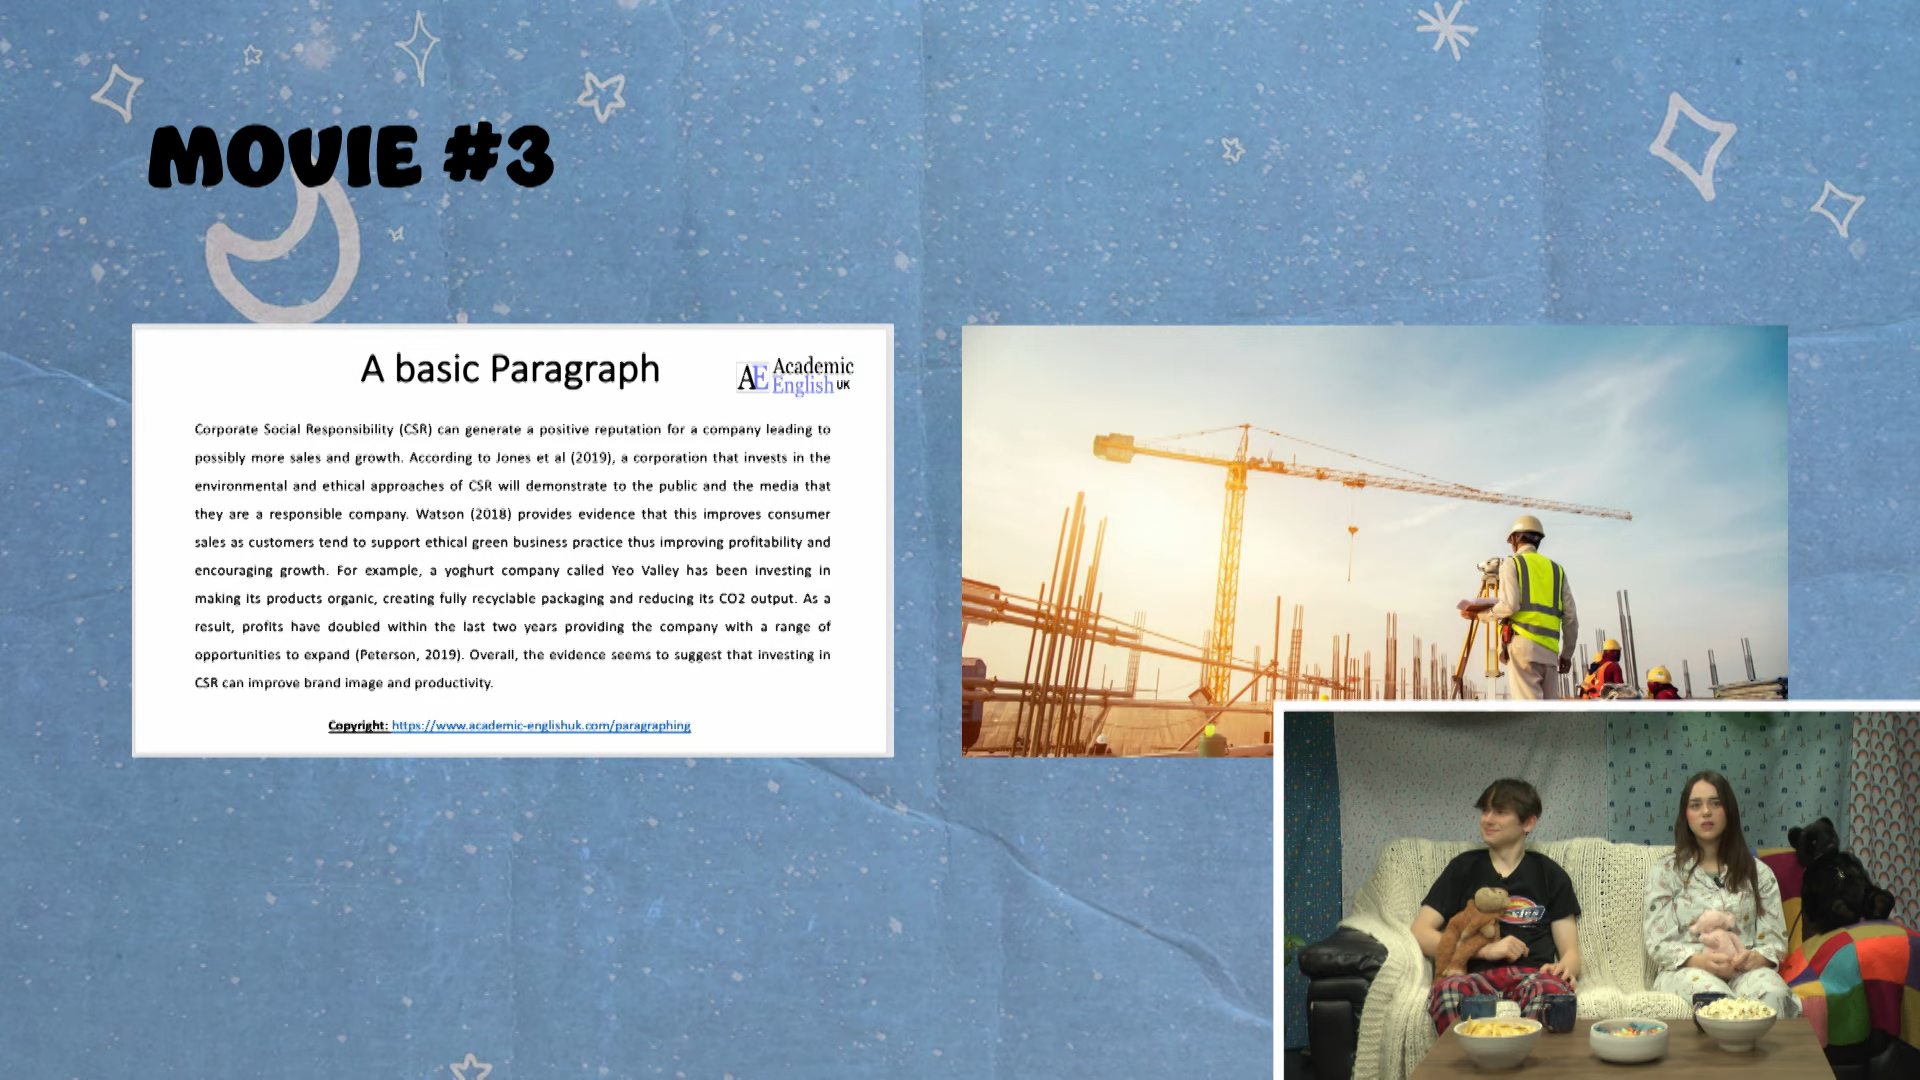 MOVIE #3
A basic Paragraph
AE Academic
English UK
Corporate Social Responsibility (CSR) can generate a positive reputation for a company leading to
possibly more sales and growth. According to Jones et al (2019), a corporation that invests in the
environmental and ethical approaches of CSR will demonstrate to the public and the media that
they are a responsible company. Watson (2018) provides evidence that this improves consumer
sales as customers tend to support ethical green business practice thus improving profitability and
encouraging growth. For example, a yoghurt company called Yeo Valley has been investing in
making its products organic, creating fully recyclable packaging and reducing its CO2 output. As a
result, profits have doubled within the last two years providing the company with a range of
opportunities to expand (Peterson, 2019). Overall, the evidence seems to suggest that investing in
CSR can improve brand image and productivity.
Copyright: https://www.academic-englishuk.com/paragraphing